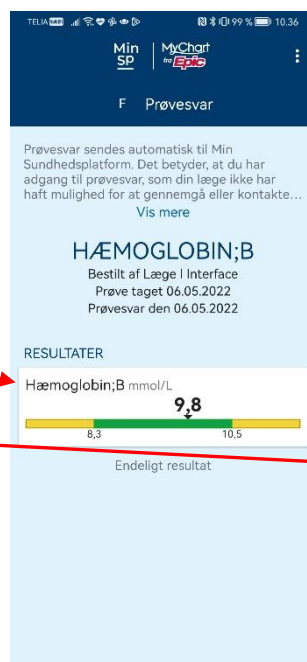 TELIA WiFi 99 % 10.36
Min SP MyChart
fra Epic
F Prøvesvar
Prøvesvar sendes automatisk til Min
Sundhedsplatform. Det betyder, at du har
adgang til prøvesvar, som din læge ikke har
haft mulighed for at gennemgå eller kontakte...
Vis mere
HÆMOGLOBIN;B
Bestilt af Læge I Interface
Prøve taget 06.05.2022
Prøvesvar den 06.05.2022
RESULTATER
Hæmoglobin;B mmol/L
9,8
8,3 10,5
Endeligt resultat